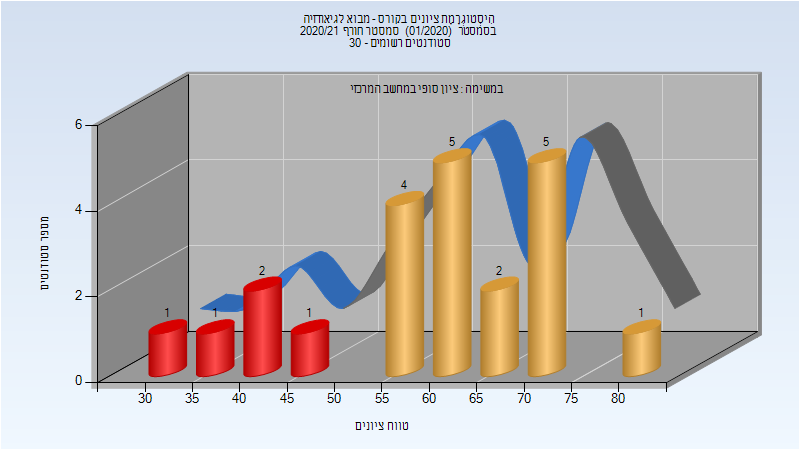 היסטוגרמת ציונים בקורס - מבוא לגיאודזיה
בסמסטר (01/2020) סמסטר חורף 2020/21
סטודנטים רשומים - 30
במשימה : ציון סופי במחשב המרכזי
6
4
2
0
מספר סטודנטים
1
1
2
1
4
5
2
5
1
30 35 40 45 50 55 60 65 70 75 80
טווח ציונים